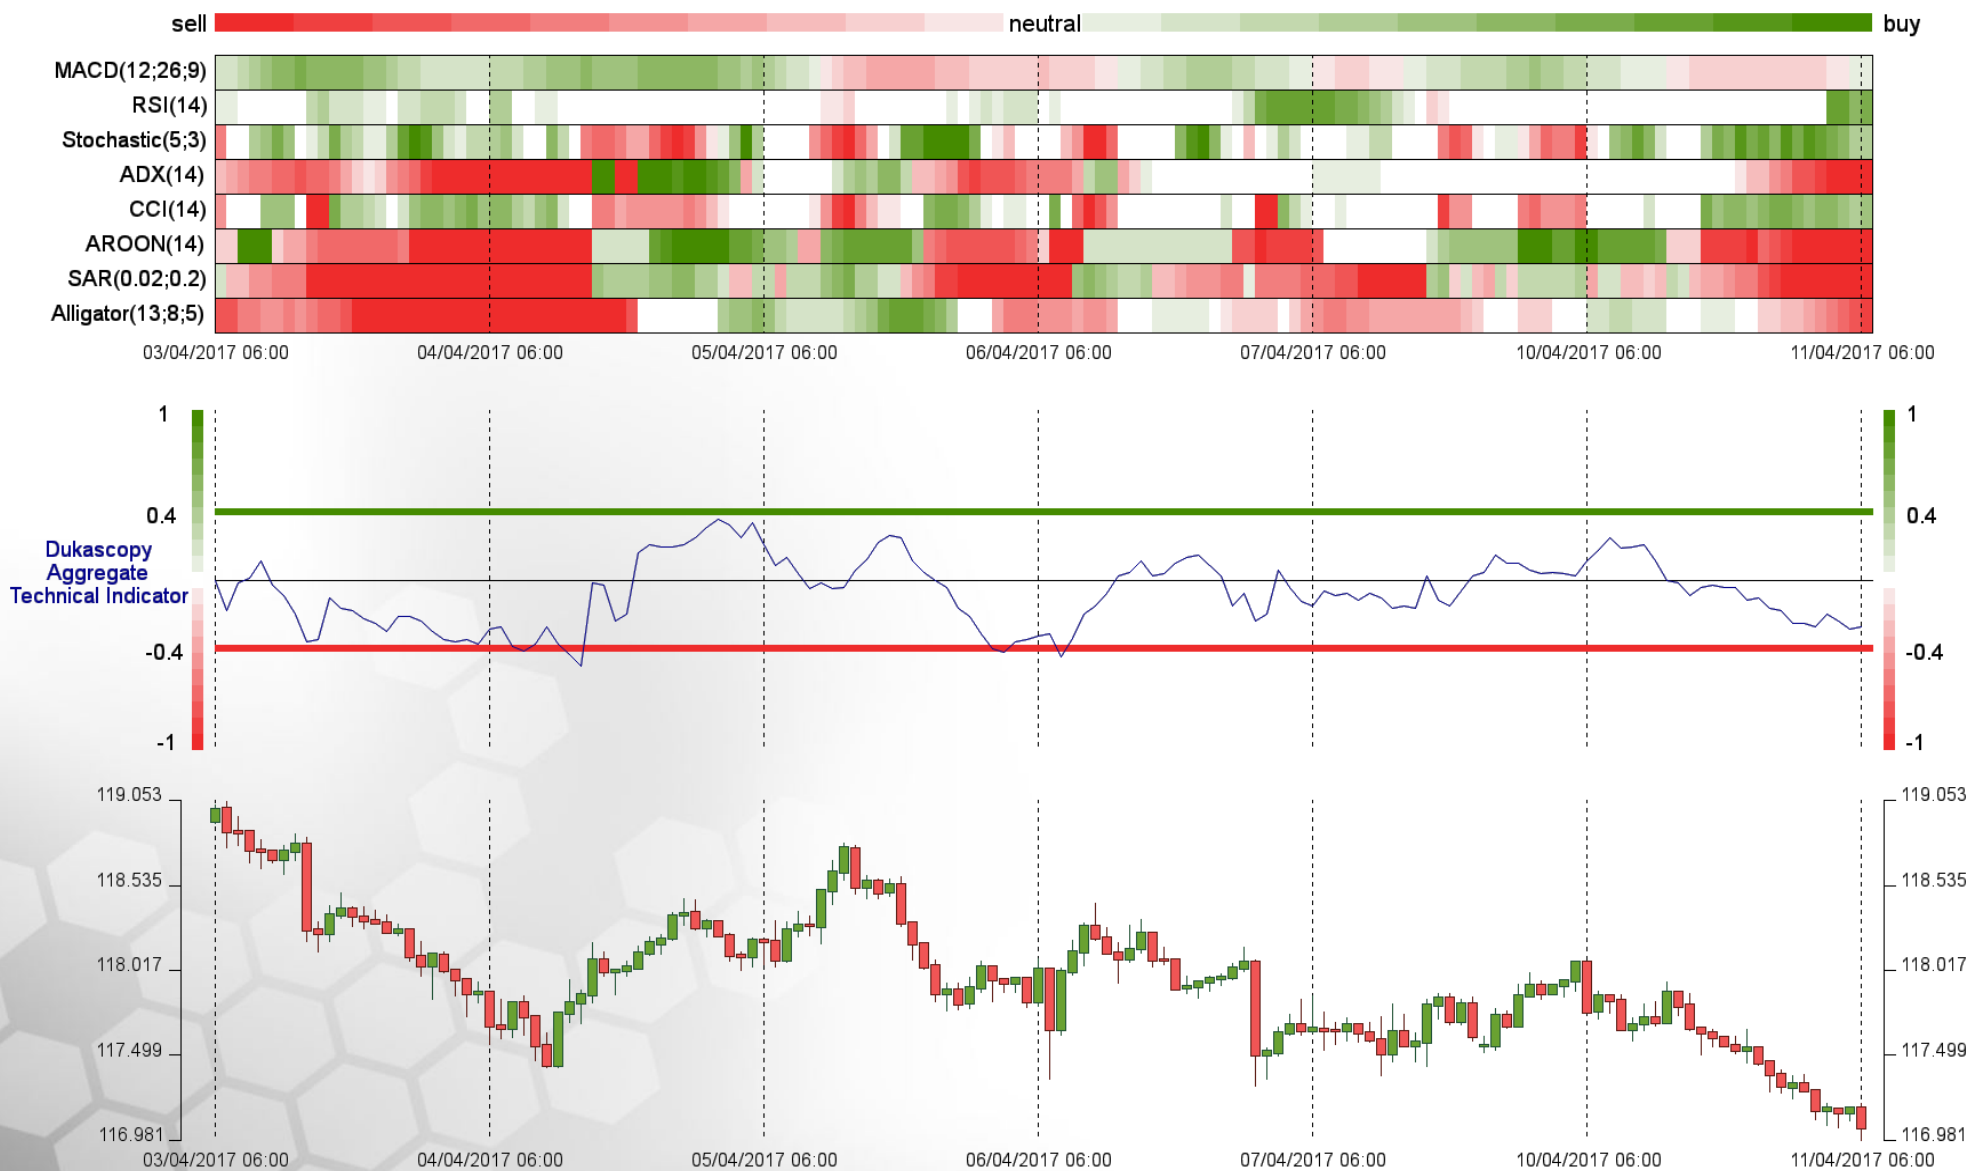 sell neutral buy
MACD(12;26;9)
RSI(14)
Stochastic(5;3)
ADX(14)
CCI(14)
AROON(14)
SAR(0.02;0.2)
Alligator(13;8;5)
03/04/2017 06:00 04/04/2017 06:00 05/04/2017 06:00 06/04/2017 06:00 07/04/2017 06:00 10/04/2017 06:00 11/04/2017 06:00
1 1
0.4 0.4
Dukascopy
Aggregate
Technical Indicator
-0.4 -0.4
-1 -1
119.053 119.053
118.535 118.535
118.017 118.017
117.499 117.499
116.981 116.981
03/04/2017 06:00 04/04/2017 06:00 05/04/2017 06:00 06/04/2017 06:00 07/04/2017 06:00 10/04/2017 06:00 11/04/2017 06:00